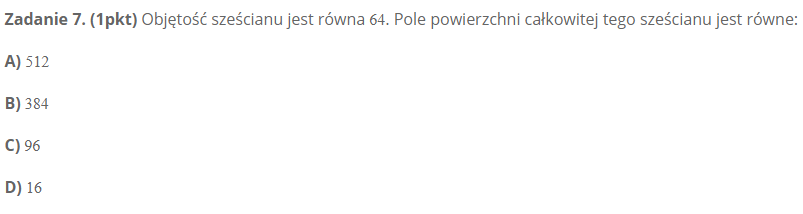 Zadanie 7. (1pkt) Objętość sześcianu jest równa 64. Pole powierzchni całkowitej tego sześcianu jest równe:
A) 512
B) 384
C) 96
D) 16